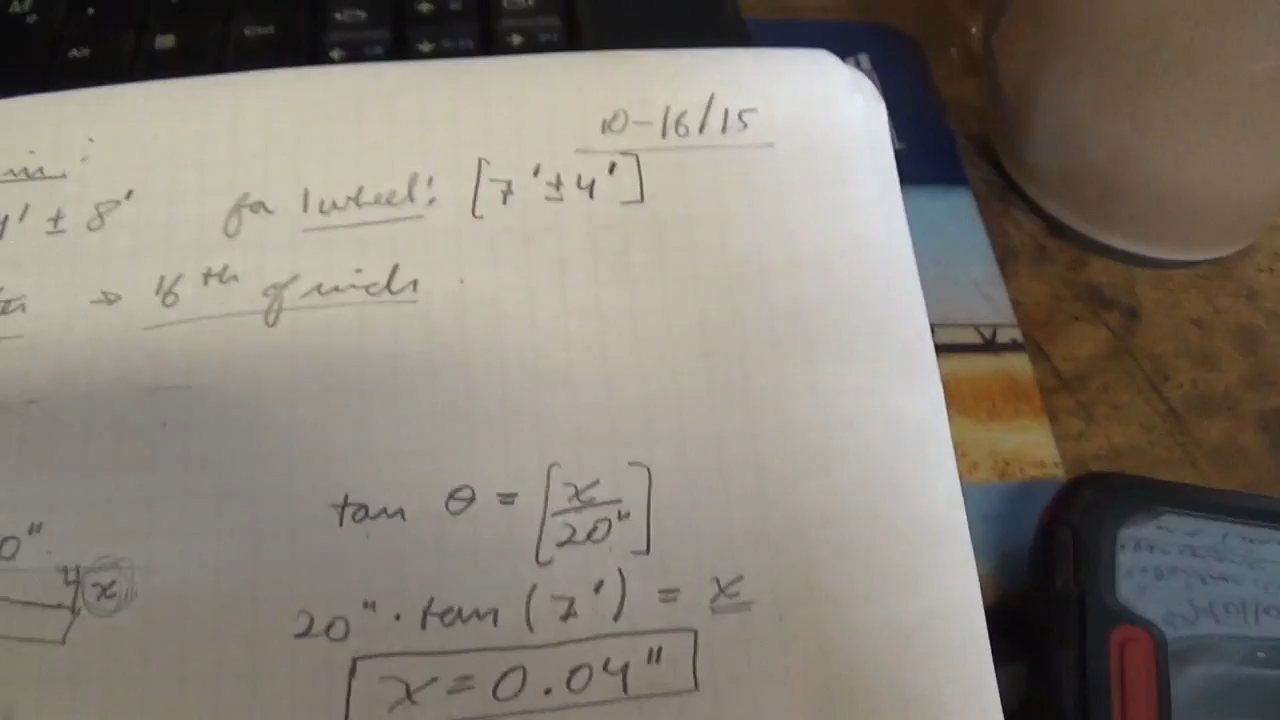 10-16/15
± 8' for 1 wheel: [7' ± 4']
→ 16th of inch
tan θ = [x/20"]
0"
x
20" · tan (7') = x
x = 0.04"